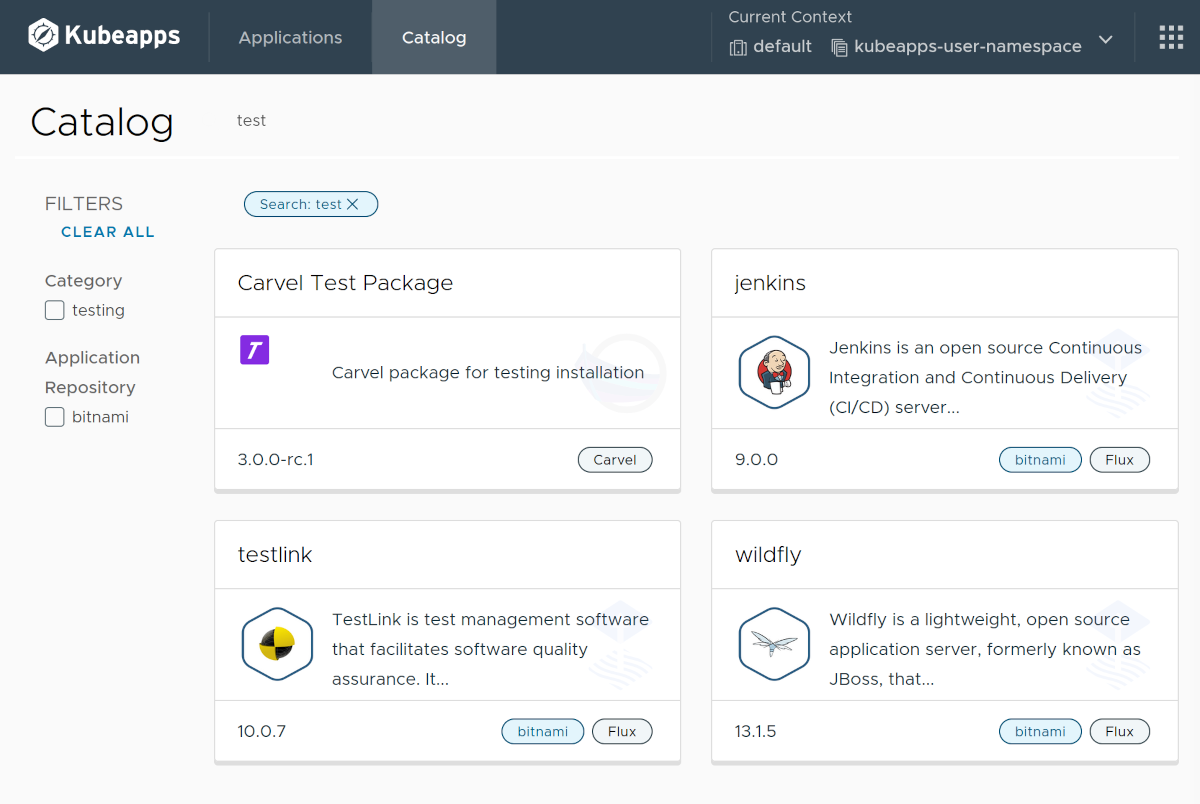 Kubeapps
Applications
Catalog
Current Context
default
kubeapps-user-namespace
Catalog
test
FILTERS
CLEAR ALL
Category
testing
Application
Repository
bitnami
Search: test
Carvel Test Package
T
Carvel package for testing installation
3.0.0-rc.1
Carvel
jenkins
Jenkins is an open source Continuous
Integration and Continuous Delivery
(CI/CD) server...
9.0.0
bitnami
Flux
testlink
TestLink is test management software
that facilitates software quality
assurance. It...
10.0.7
bitnami
Flux
wildfly
Wildfly is a lightweight, open source
application server, formerly known as
JBoss, that...
13.1.5
bitnami
Flux